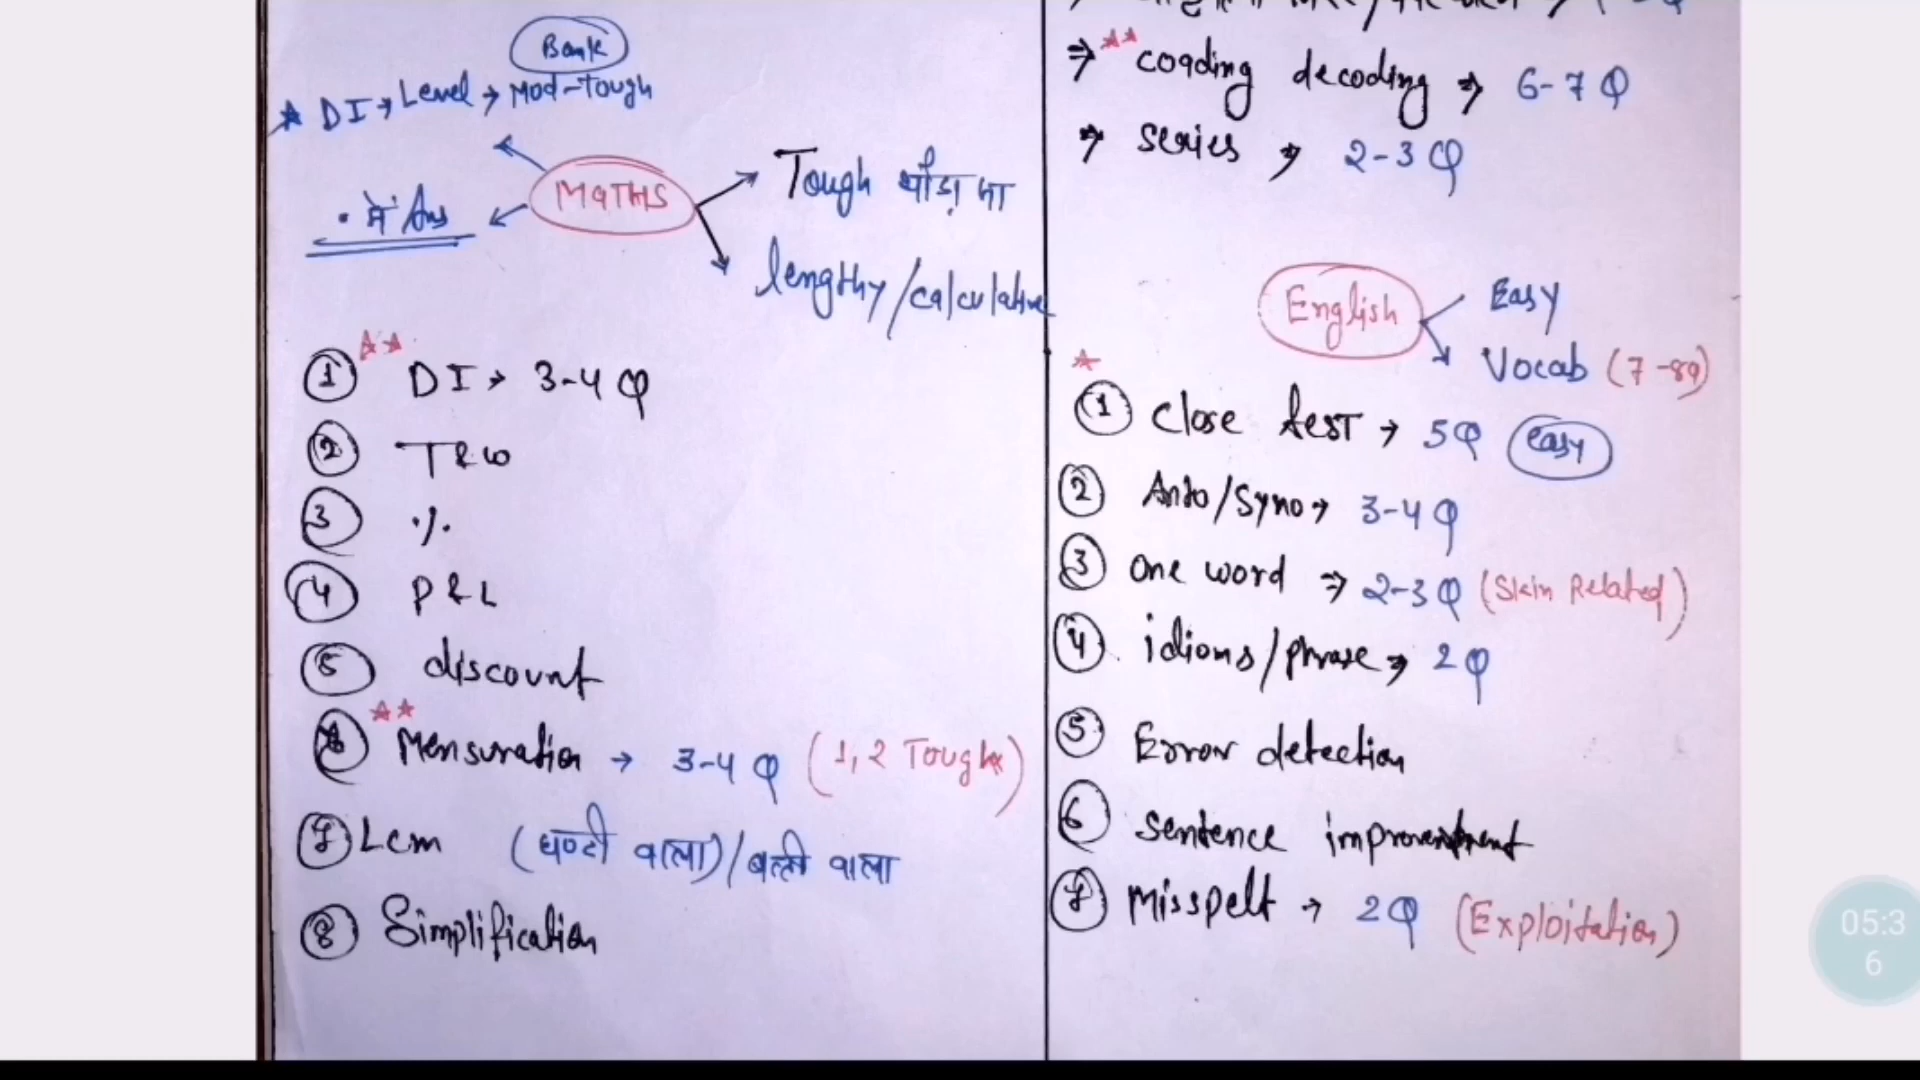 Bank
★ DI → Level → Mod-Tough
MATHS
Tough थोड़ा सा
. में Ans
lengthy/calculative
① ★★ DI → 3-4 Q
② T & W
③ %
④ P & L
⑤ discount
★★ Mensuration → 3-4 Q (1, 2 Tough)
⑦ Lcm (घण्टी वाला)/बत्ती वाला
⑧ Simplification
⇒ ★★ coading decoding ⇒ 6-7 Q
⇒ series ⇒ 2-3 Q
English
Easy
Vocab (7-8Q)
★
① Close test → 5Q easy
② Anto/Syno → 3-4 Q
③ One word ⇒ 2-3 Q (Skin Related)
④ idioms/phrase ⇒ 2 Q
⑤ Error detection
⑥ sentence improvement
⑦ Misspelt → 2 Q (Exploitation)
05:3
6